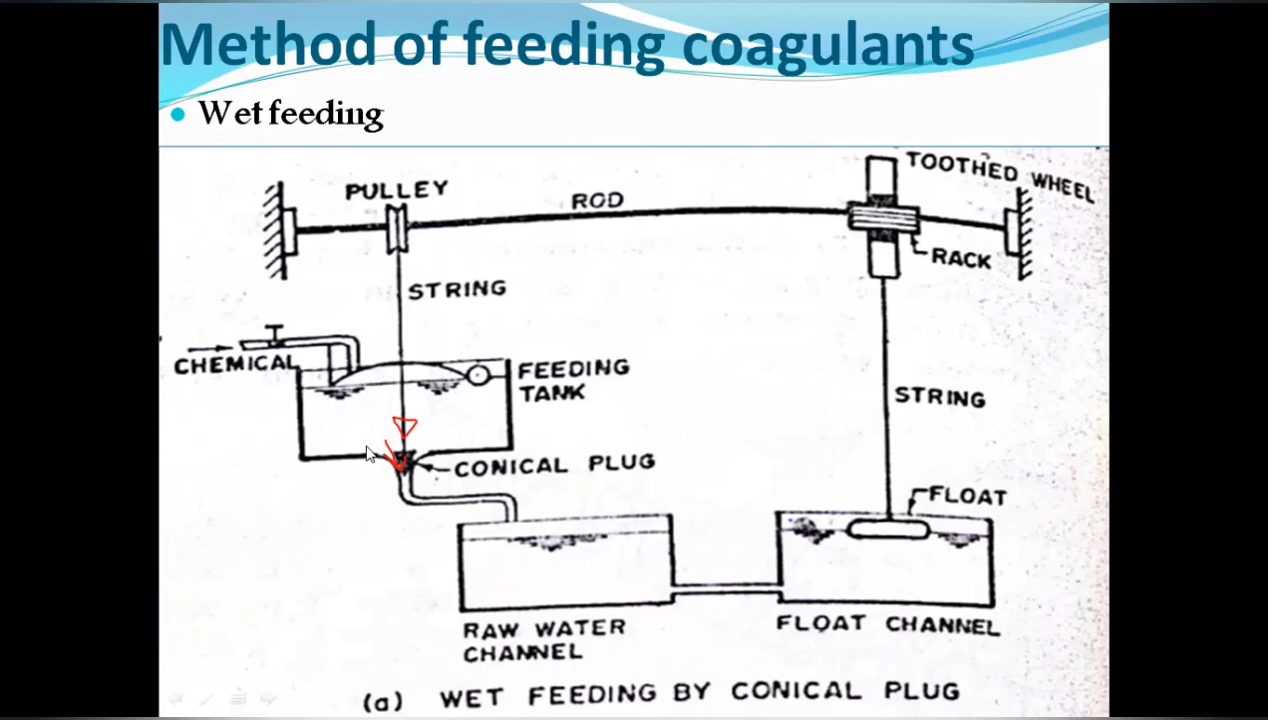 Method of feeding coagulants
Wet feeding
TOOTHED WHEEL
PULLEY
ROD
RACK
STRING
CHEMICAL
FEEDING
TANK
STRING
CONICAL PLUG
FLOAT
RAW WATER
CHANNEL
FLOAT CHANNEL
(a) WET FEEDING BY CONICAL PLUG